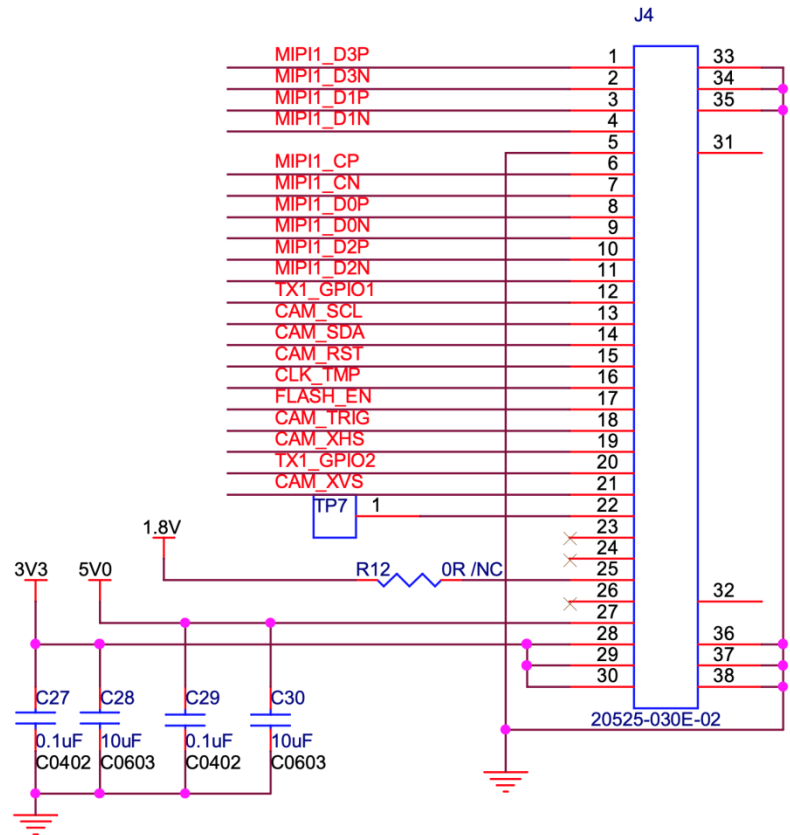 J4
MIPI1_D3P 1 33
MIPI1_D3N 2 34
MIPI1_D1P 3 35
MIPI1_D1N 4
5 31
MIPI1_CP 6
MIPI1_CN 7
MIPI1_D0P 8
MIPI1_D0N 9
MIPI1_D2P 10
MIPI1_D2N 11
TX1_GPIO1 12
CAM_SCL 13
CAM_SDA 14
CAM_RST 15
CLK_TMP 16
FLASH_EN 17
CAM_TRIG 18
CAM_XHS 19
TX1_GPIO2 20
CAM_XVS 21
TP7 1 22
1.8V 23
24
3V3 5V0 R12 0R /NC 25
26 32
27
28 36
29 37
30 38
C27 C28 C29 C30 20525-030E-02
0.1uF 10uF 0.1uF 10uF
C0402 C0603 C0402 C0603